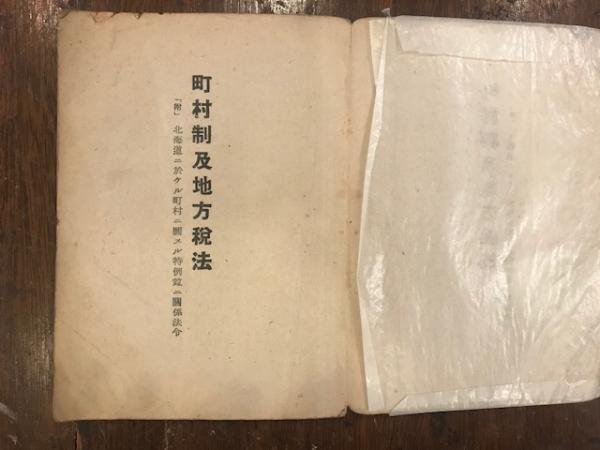 町村制及地方税法
「附」 北海道ニ於ケル町村ニ關スル特例竝ニ關係法令